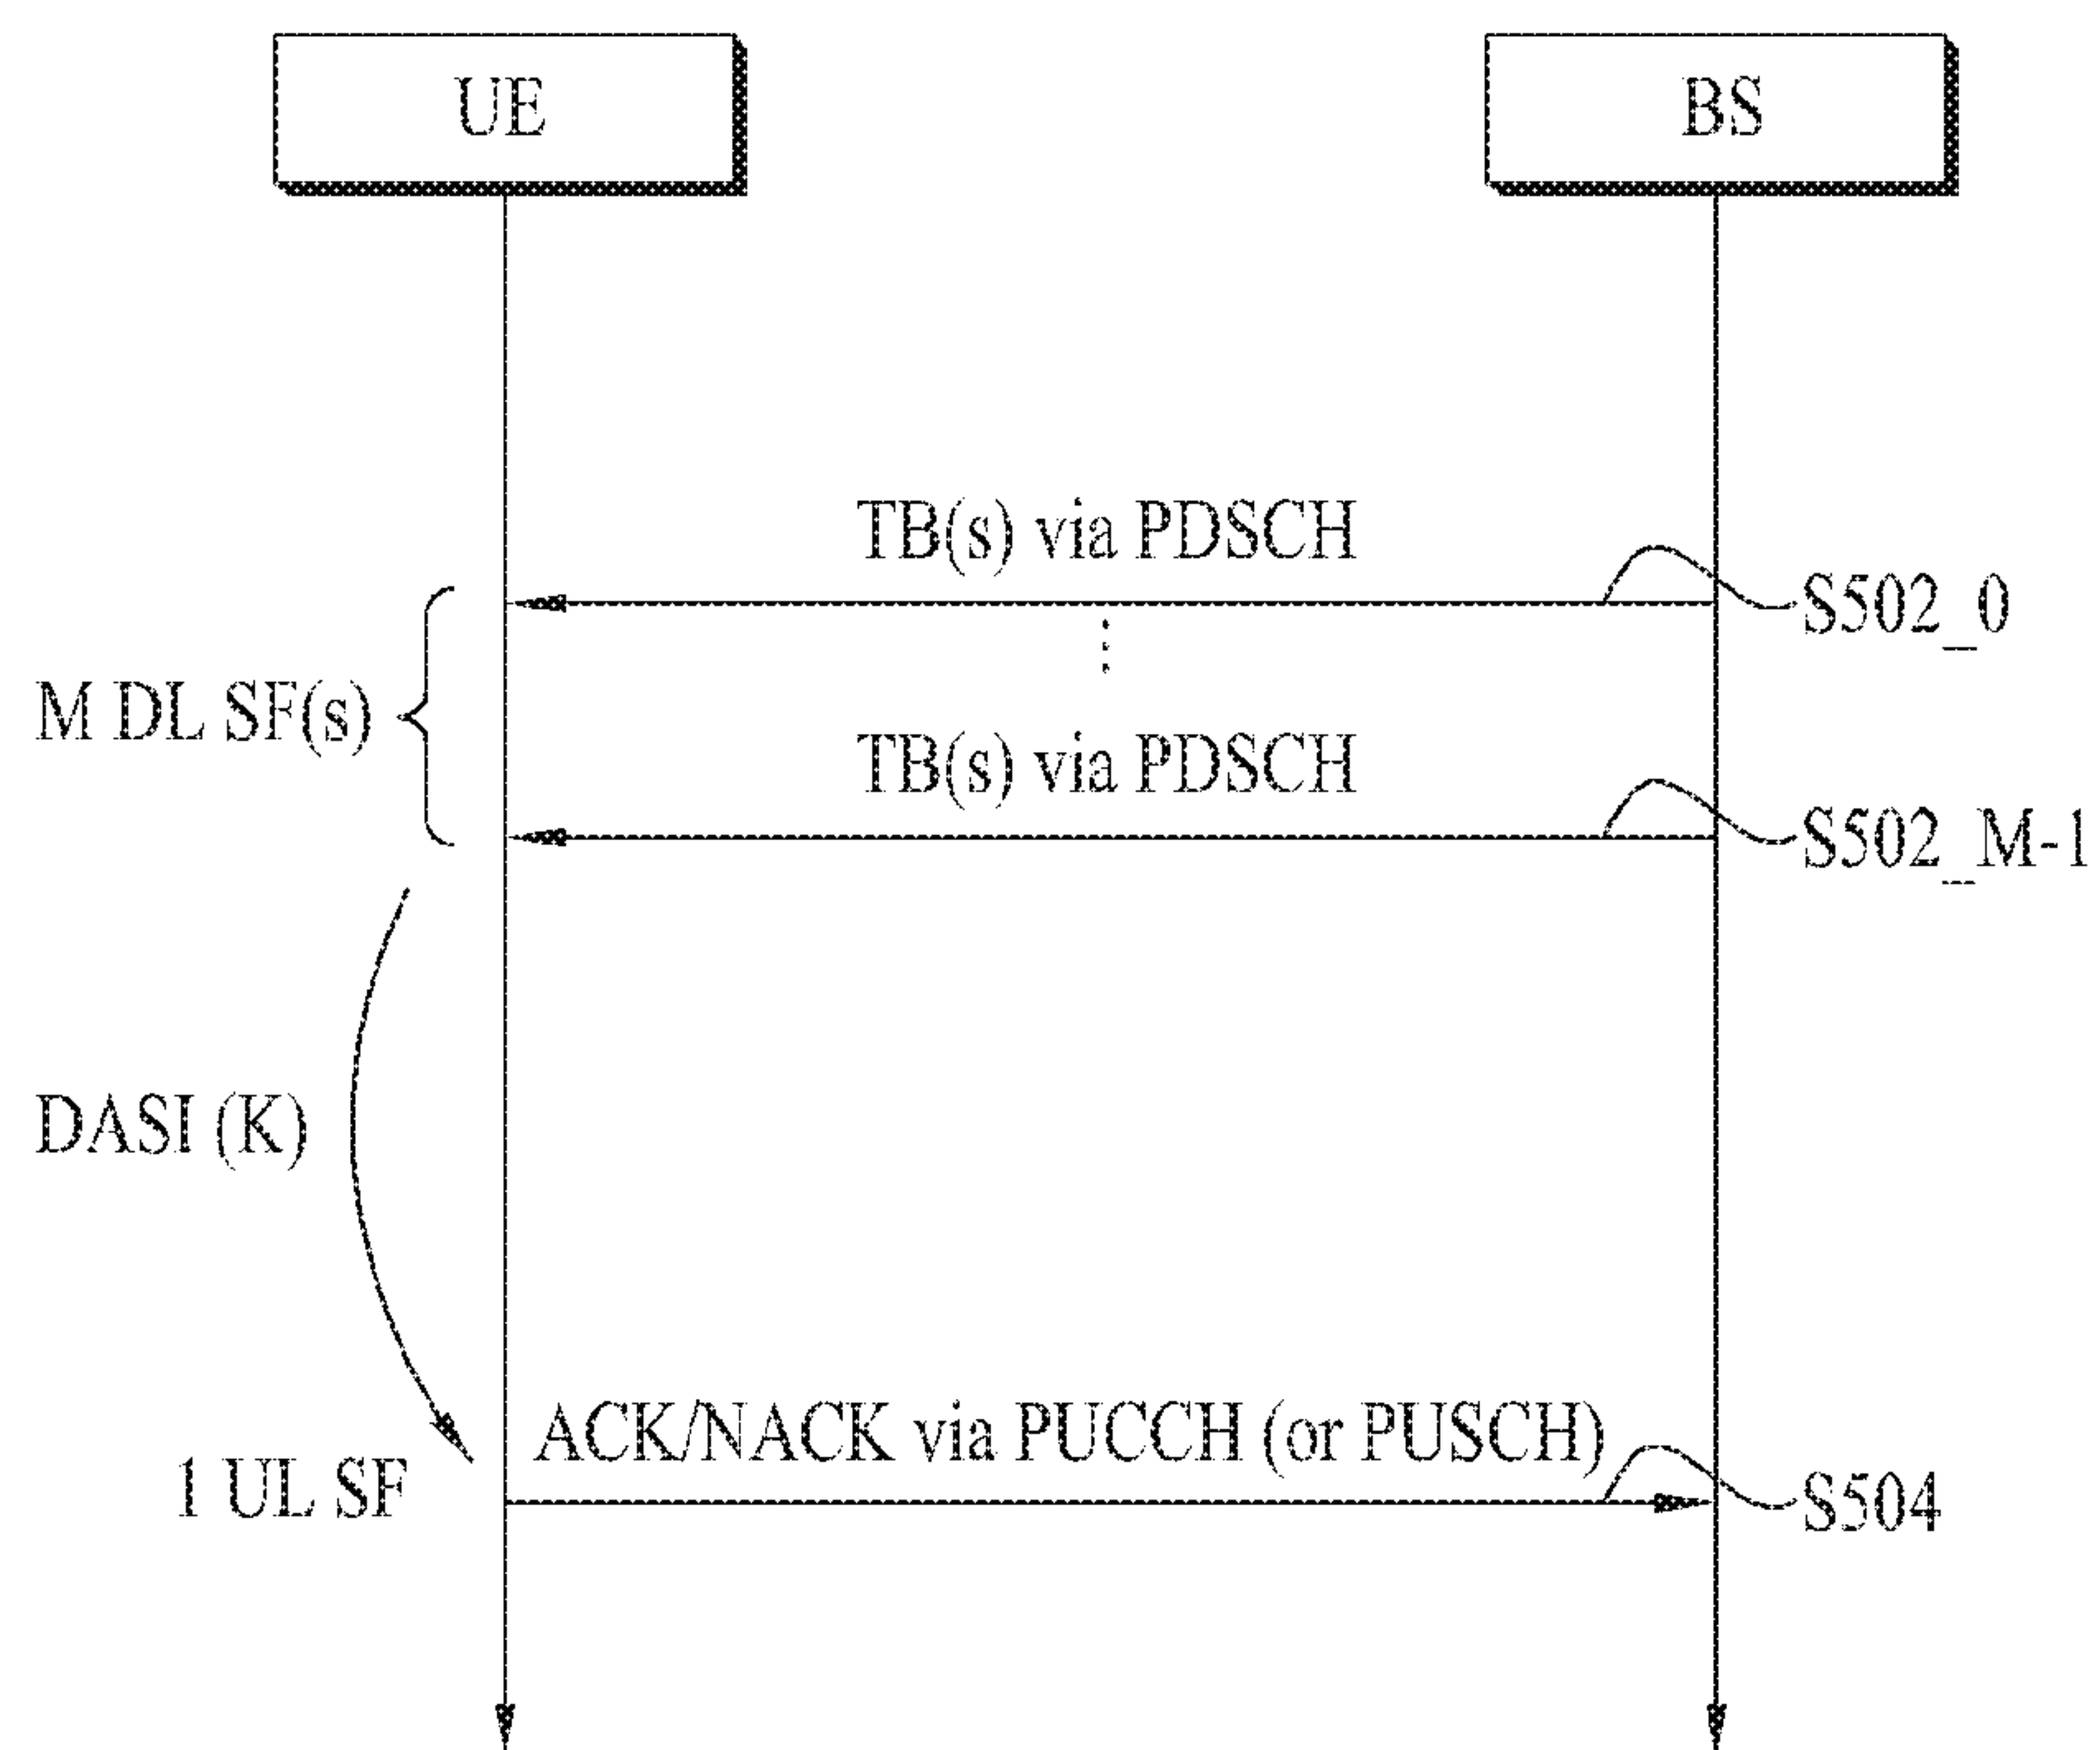 UE
BS
TB(s) via PDSCH
S502_0
M DL SF(s)
TB(s) via PDSCH
S502_M-1
DASI (K)
ACK/NACK via PUCCH (or PUSCH)
1 UL SF
S504